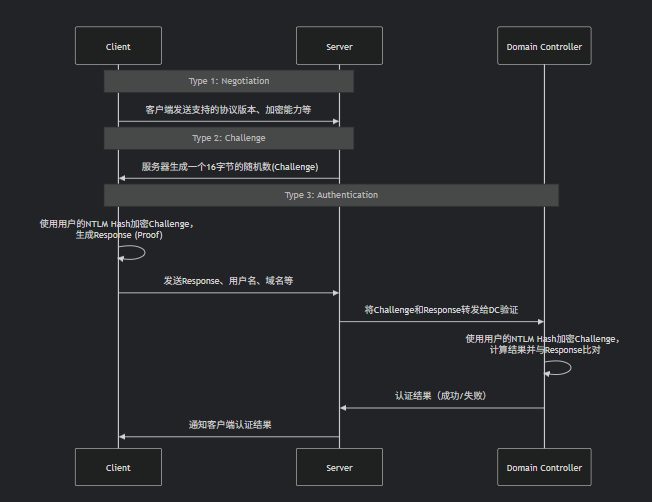 Client Server Domain Controller
Type 1: Negotiation
客户端发送支持的协议版本、加密能力等
Type 2: Challenge
服务器生成一个16字节的随机数(Challenge)
Type 3: Authentication
使用用户的NTLM Hash加密Challenge，
生成Response (Proof)
发送Response、用户名、域名等
将Challenge和Response转发给DC验证
使用用户的NTLM Hash加密Challenge，
计算结果并与Response比对
认证结果（成功/失败）
通知客户端认证结果
Client Server Domain Controller